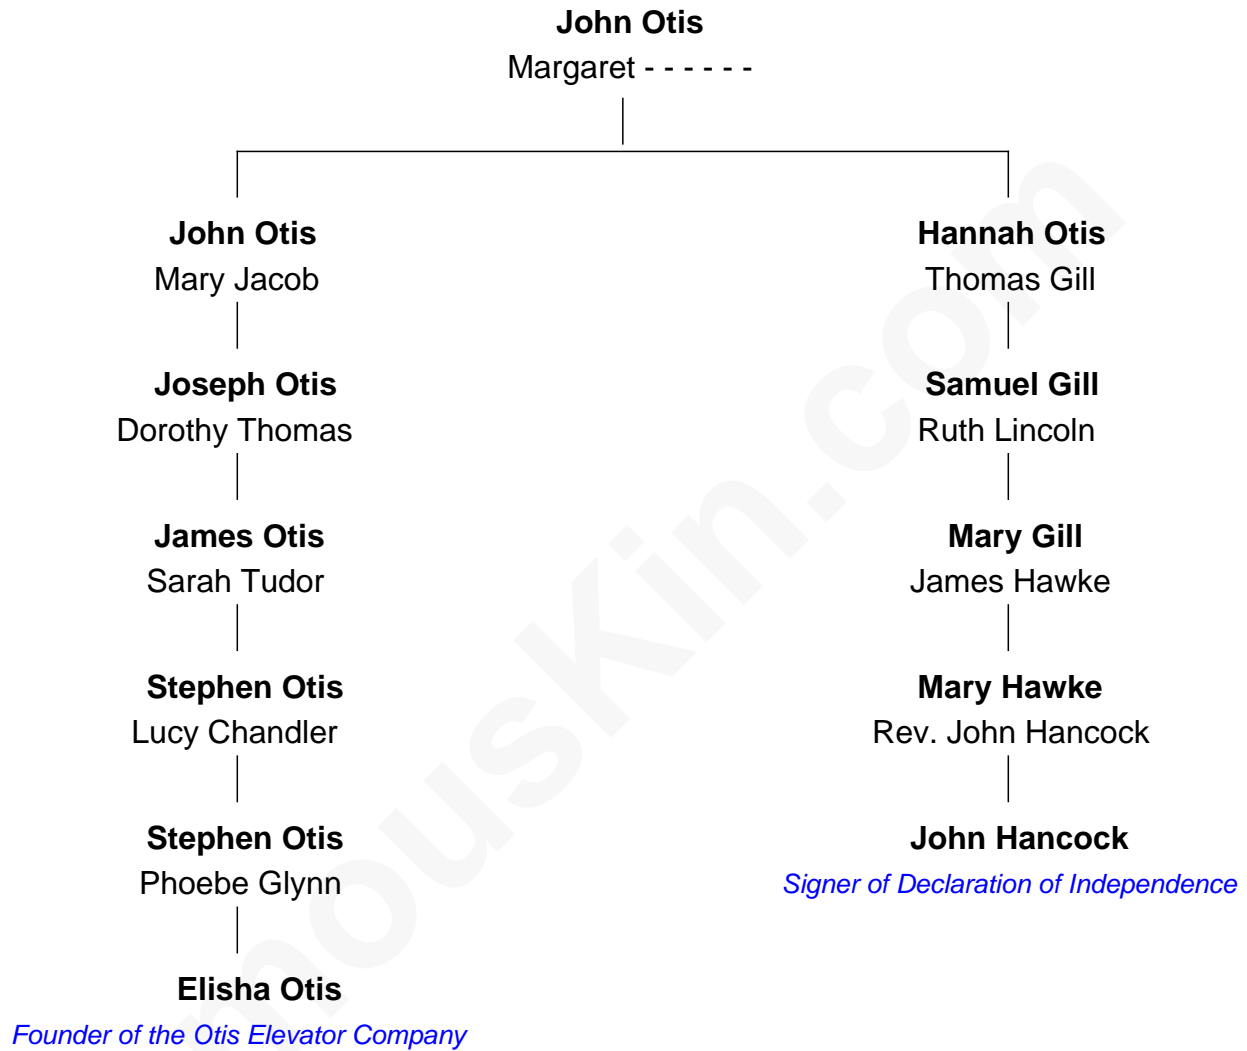 John Otis
Margaret - - - - - -
John Otis
Mary Jacob
Hannah Otis
Thomas Gill
Joseph Otis
Dorothy Thomas
Samuel Gill
Ruth Lincoln
James Otis
Sarah Tudor
Mary Gill
James Hawke
Stephen Otis
Lucy Chandler
Mary Hawke
Rev. John Hancock
Stephen Otis
Phoebe Glynn
John Hancock
Signer of Declaration of Independence
Elisha Otis
Founder of the Otis Elevator Company
mousKin.com